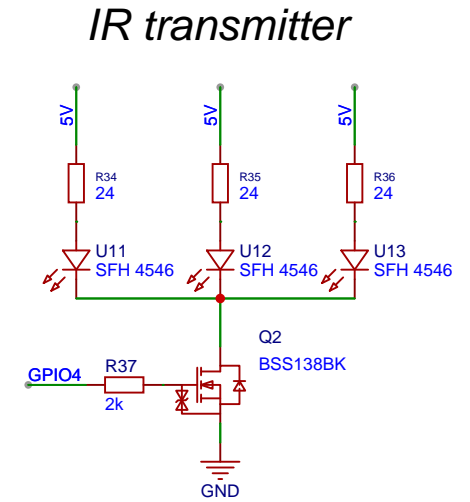 IR transmitter
5V
5V
5V
R34
24
R35
24
R36
24
U11
SFH 4546
U12
SFH 4546
U13
SFH 4546
Q2
BSS138BK
GPIO4
R37
2k
GND